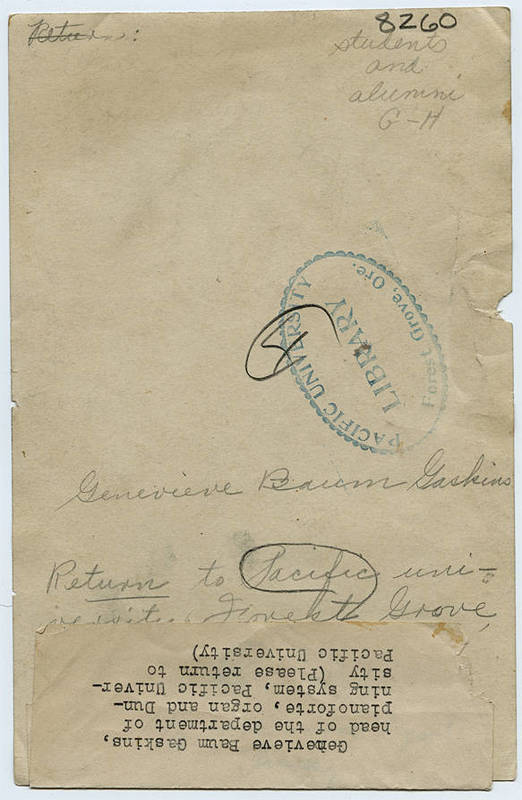 Return:
8260
students
and
alumni
G-H
PACIFIC UNIVERSITY
LIBRARY
Forest Grove, Ore.
Genevieve Baum Gaskins
Return to Pacific uni-
versity Forest Grove,
Genevieve Baum Gaskins,
head of the department of
pianoforte, organ and Dun-
ning system, Pacific Univer-
sity (Please return to
Pacific University)